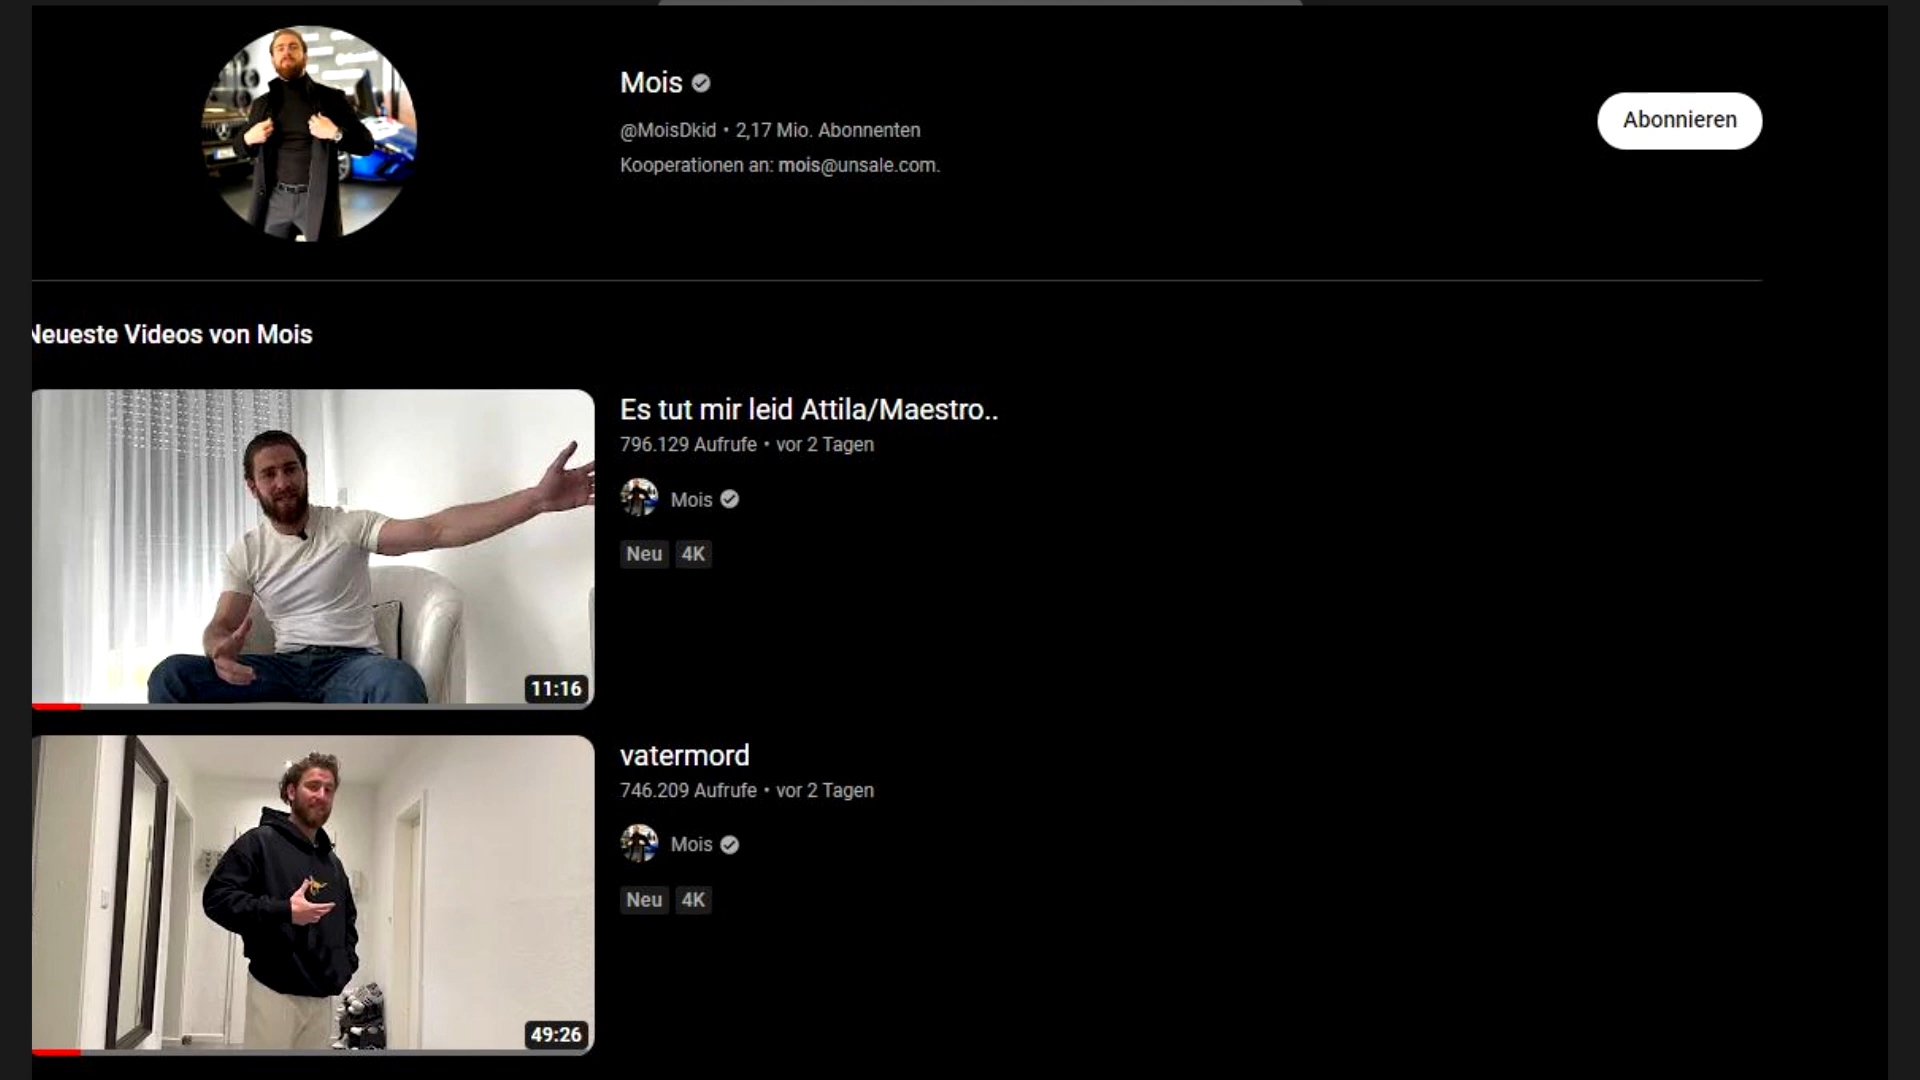 Mois
@MoisDkid • 2,17 Mio. Abonnenten
Kooperationen an: mois@unsale.com.
Abonnieren
Neueste Videos von Mois
Es tut mir leid Attila/Maestro..
796.129 Aufrufe • vor 2 Tagen
Mois
Neu 4K
11:16
vatermord
746.209 Aufrufe • vor 2 Tagen
Mois
Neu 4K
49:26